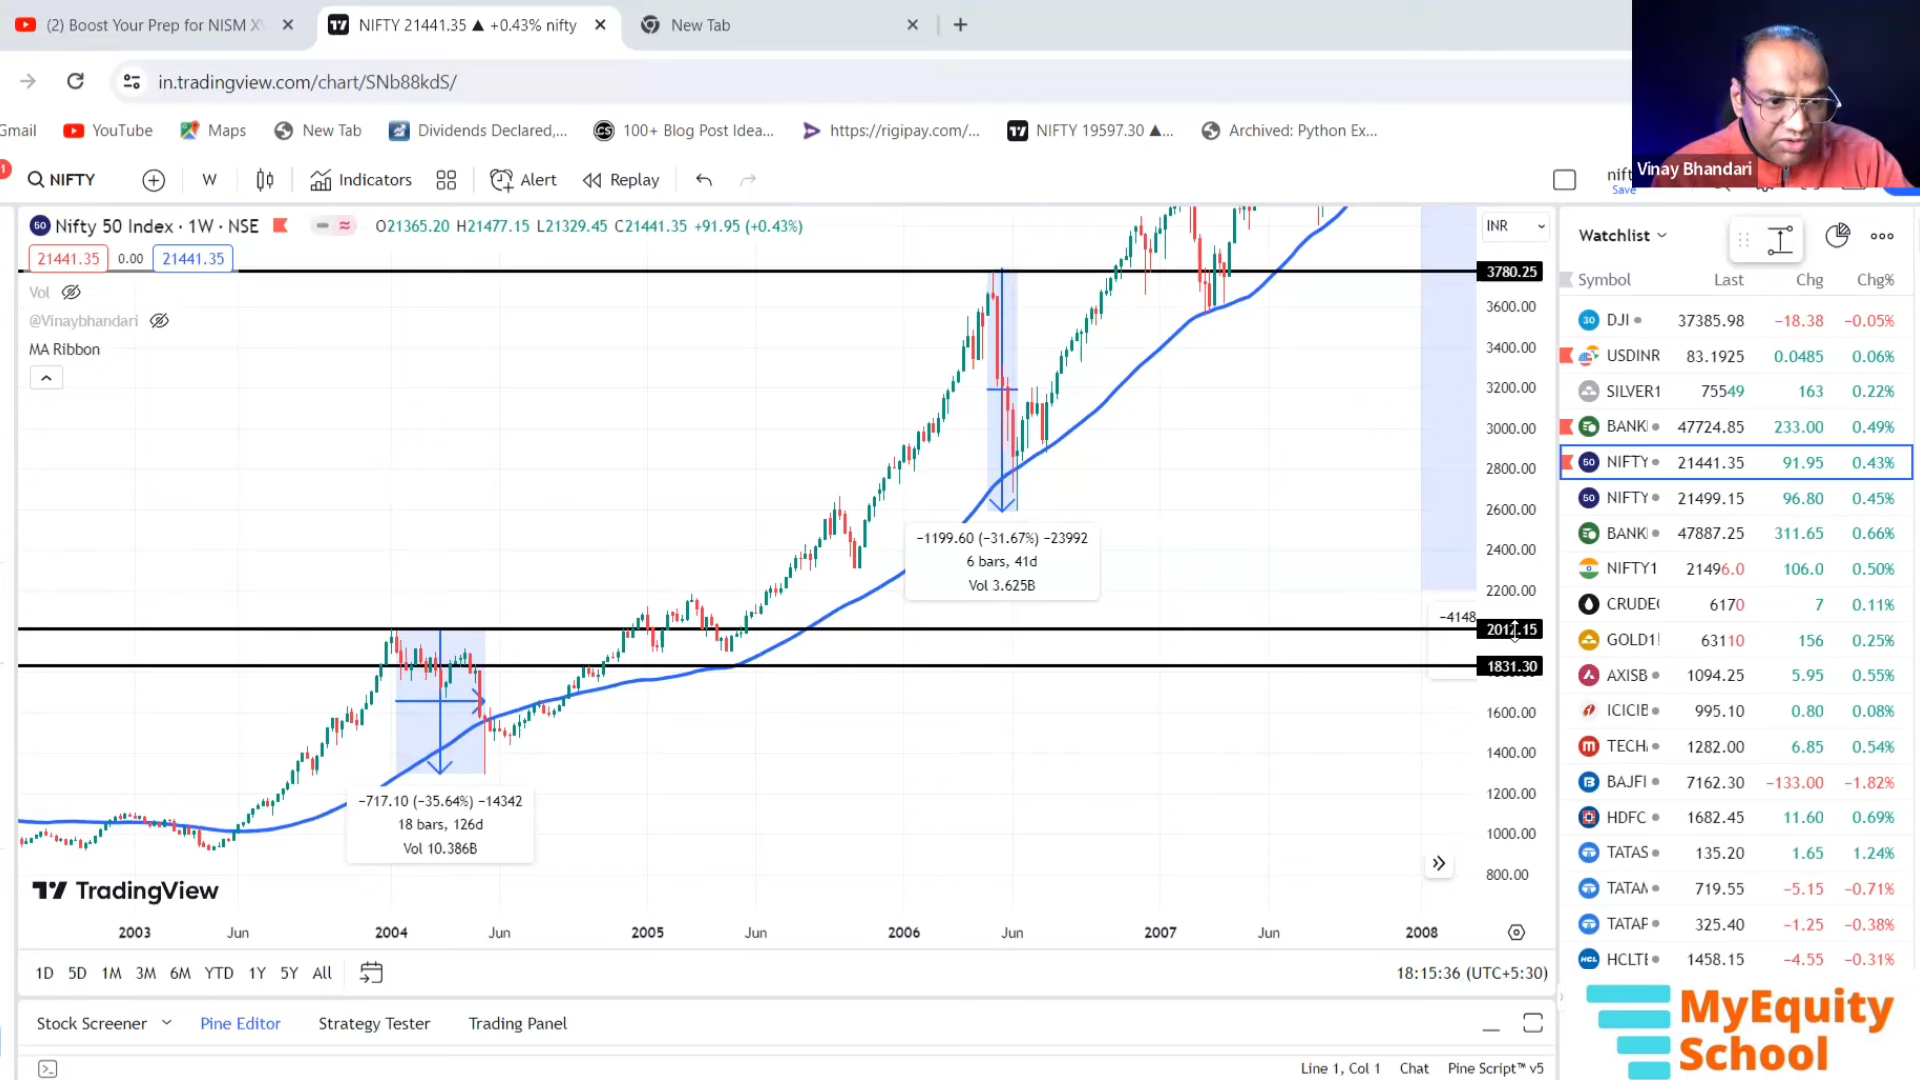 (2) Boost Your Prep for NISM X
NIFTY 21441.35 ▲ +0.43% nifty
New Tab
in.tradingview.com/chart/SNb88kdS/
Gmail
YouTube
Maps
New Tab
Dividends Declared,...
100+ Blog Post Idea...
https://rigipay.com/...
NIFTY 19597.30 ▲...
Archived: Python Ex...
Vinay Bhandari
NIFTY
W
Indicators
Alert
Replay
Save
Nifty 50 Index · 1W · NSE
O21365.20 H21477.15 L21329.45 C21441.35 +91.95 (+0.43%)
INR
21441.35 0.00 21441.35
Vol
@Vinaybhandari
MA Ribbon
3780.25
3600.00
3400.00
3200.00
3000.00
2800.00
2600.00
2400.00
2200.00
1831.30
1600.00
1400.00
1200.00
1000.00
800.00
−4148
−1199.60 (−31.67%) −23992
6 bars, 41d
Vol 3.625B
−717.10 (−35.64%) −14342
18 bars, 126d
Vol 10.386B
TradingView
2003 Jun 2004 Jun 2005 Jun 2006 Jun 2007 Jun 2008
1D 5D 1M 3M 6M YTD 1Y 5Y All
18:15:36 (UTC+5:30)
Stock Screener
Pine Editor
Strategy Tester
Trading Panel
Line 1, Col 1 Chat Pine Script™ v5
Watchlist
Symbol Last Chg Chg%
DJI 37385.98 −18.38 −0.05%
USDINR 83.1925 0.0485 0.06%
SILVER1 75549 163 0.22%
BANK 47724.85 233.00 0.49%
NIFTY 21441.35 91.95 0.43%
NIFTY 21499.15 96.80 0.45%
BANK 47887.25 311.65 0.66%
NIFTY1 21496.0 106.0 0.50%
CRUDE 6170 7 0.11%
GOLD1 63110 156 0.25%
AXISB 1094.25 5.95 0.55%
ICICIB 995.10 0.80 0.08%
TECH 1282.00 6.85 0.54%
BAJFI 7162.30 −133.00 −1.82%
HDFC 1682.45 11.60 0.69%
TATAS 135.20 1.65 1.24%
TATAM 719.55 −5.15 −0.71%
TATAP 325.40 −1.25 −0.38%
HCLTE 1458.15 −4.55 −0.31%
MyEquity
School